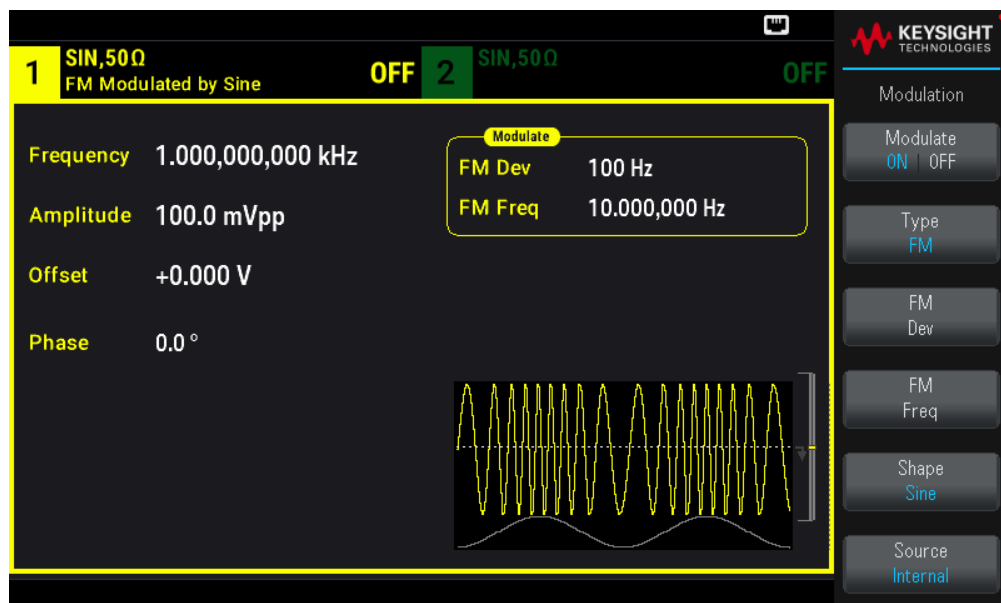 KEYSIGHT
TECHNOLOGIES
1 SIN,50Ω
FM Modulated by Sine OFF
2 SIN,50Ω OFF
Frequency 1.000,000,000 kHz
Amplitude 100.0 mVpp
Offset +0.000 V
Phase 0.0 °
Modulate
FM Dev 100 Hz
FM Freq 10.000,000 Hz
Modulation
Modulate
ON | OFF
Type
FM
FM
Dev
FM
Freq
Shape
Sine
Source
Internal